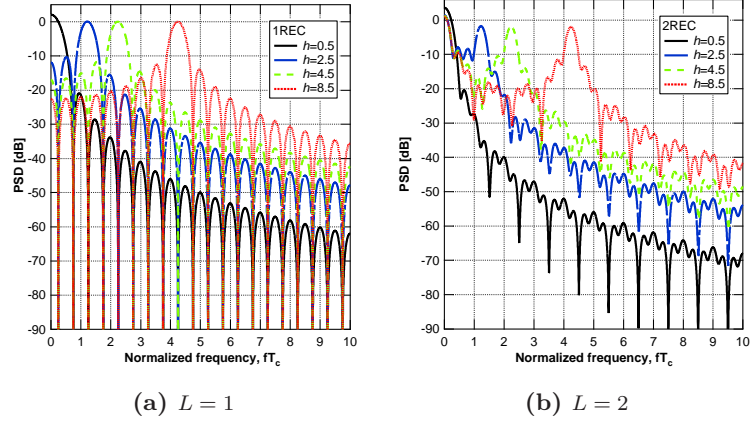 PSD [dB]
0
-10
-20
-30
-40
-50
-60
-70
-80
-90
1REC
h=0.5
h=2.5
h=4.5
h=8.5
0 1 2 3 4 5 6 7 8 9 10
Normalized frequency, fTc
(a) L = 1
PSD [dB]
0
-10
-20
-30
-40
-50
-60
-70
-80
-90
2REC
h=0.5
h=2.5
h=4.5
h=8.5
0 1 2 3 4 5 6 7 8 9 10
Normalized frequency, fTc
(b) L = 2